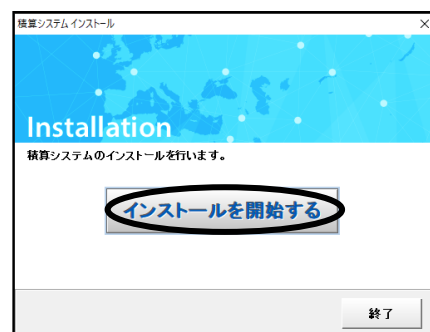 積算システム インストール
Installation
積算システムのインストールを行います。
インストールを開始する
終了